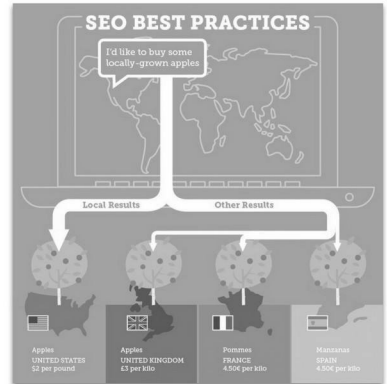 SEO BEST PRACTICES
I'd like to buy some
locally-grown apples
Local Results
Other Results
Apples
UNITED STATES
$2 per pound
Apples
UNITED KINGDOM
£3 per kilo
Pommes
FRANCE
4.50€ per kilo
Manzanas
SPAIN
4.50€ per kilo